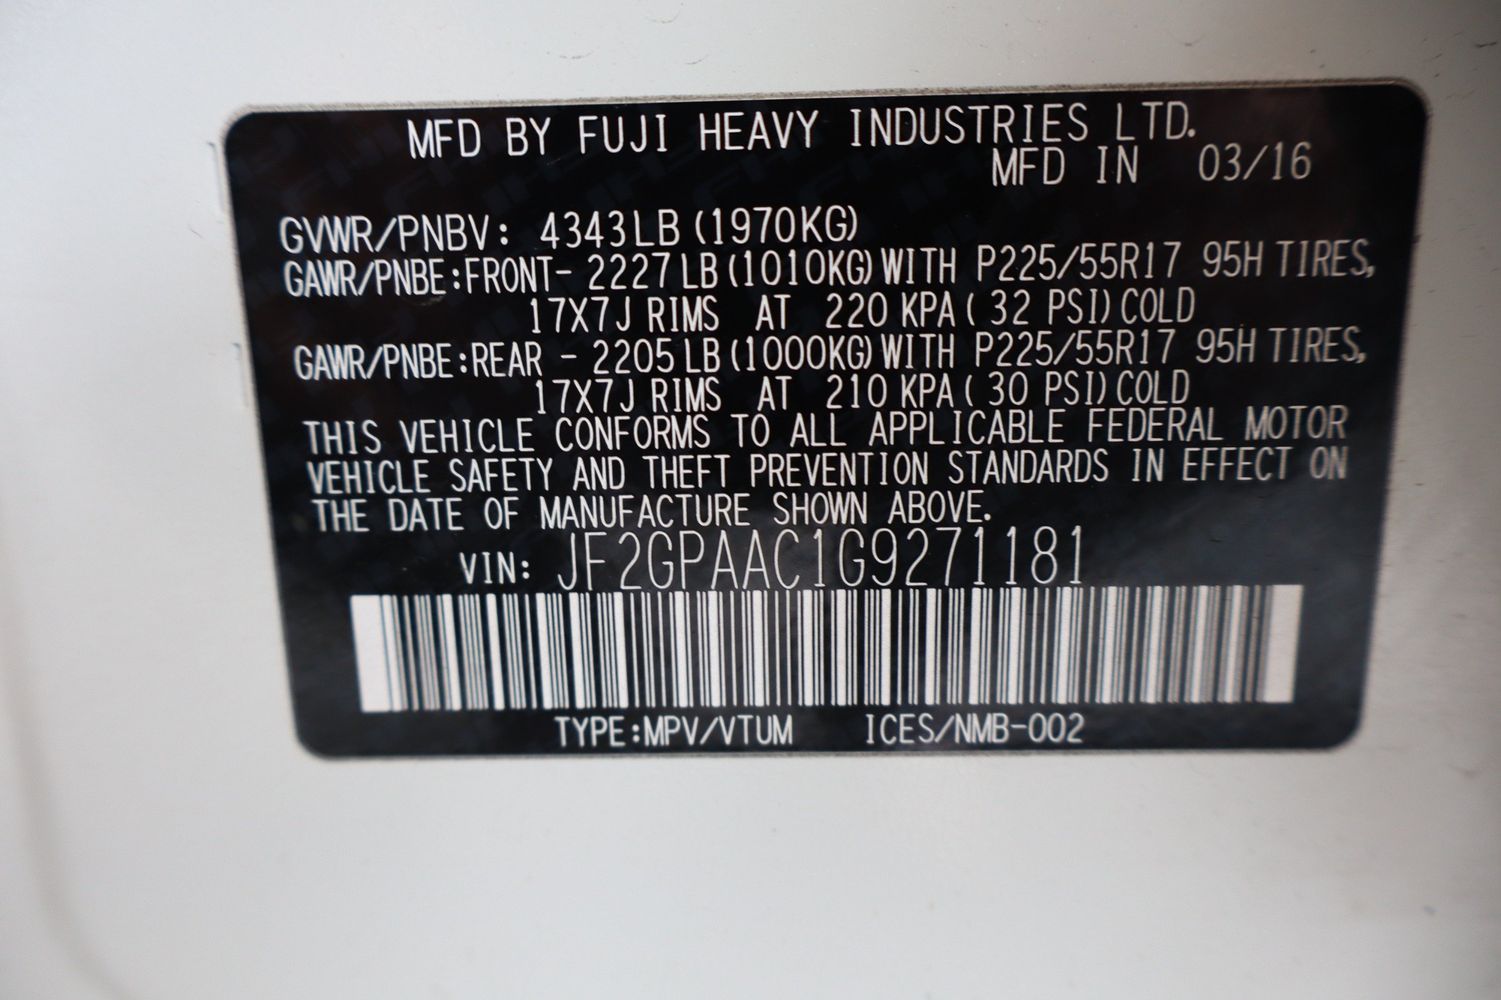 MFD BY FUJI HEAVY INDUSTRIES LTD.
MFD IN 03/16
GVWR/PNBV: 4343LB (1970KG)
GAWR/PNBE:FRONT- 2227 LB (1010KG) WITH P225/55R17 95H TIRES,
17X7J RIMS AT 220 KPA ( 32 PSI) COLD
GAWR/PNBE:REAR - 2205 LB (1000KG) WITH P225/55R17 95H TIRES,
17X7J RIMS AT 210 KPA ( 30 PSI) COLD
THIS VEHICLE CONFORMS TO ALL APPLICABLE FEDERAL MOTOR
VEHICLE SAFETY AND THEFT PREVENTION STANDARDS IN EFFECT ON
THE DATE OF MANUFACTURE SHOWN ABOVE.
VIN: JF2GPAAC1G9271181
TYPE:MPV/VTUM ICES/NMB-002